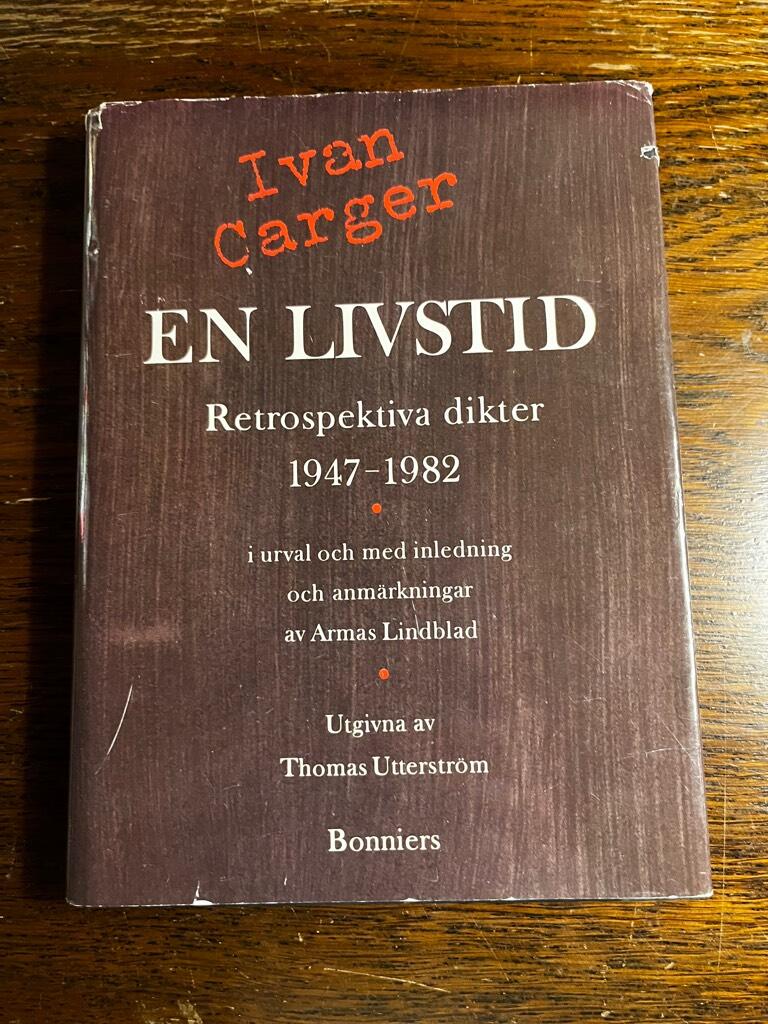 Ivan
Carger
EN LIVSTID
Retrospektiva dikter
1947–1982
i urval och med inledning
och anmärkningar
av Armas Lindblad
Utgivna av
Thomas Utterström
Bonniers